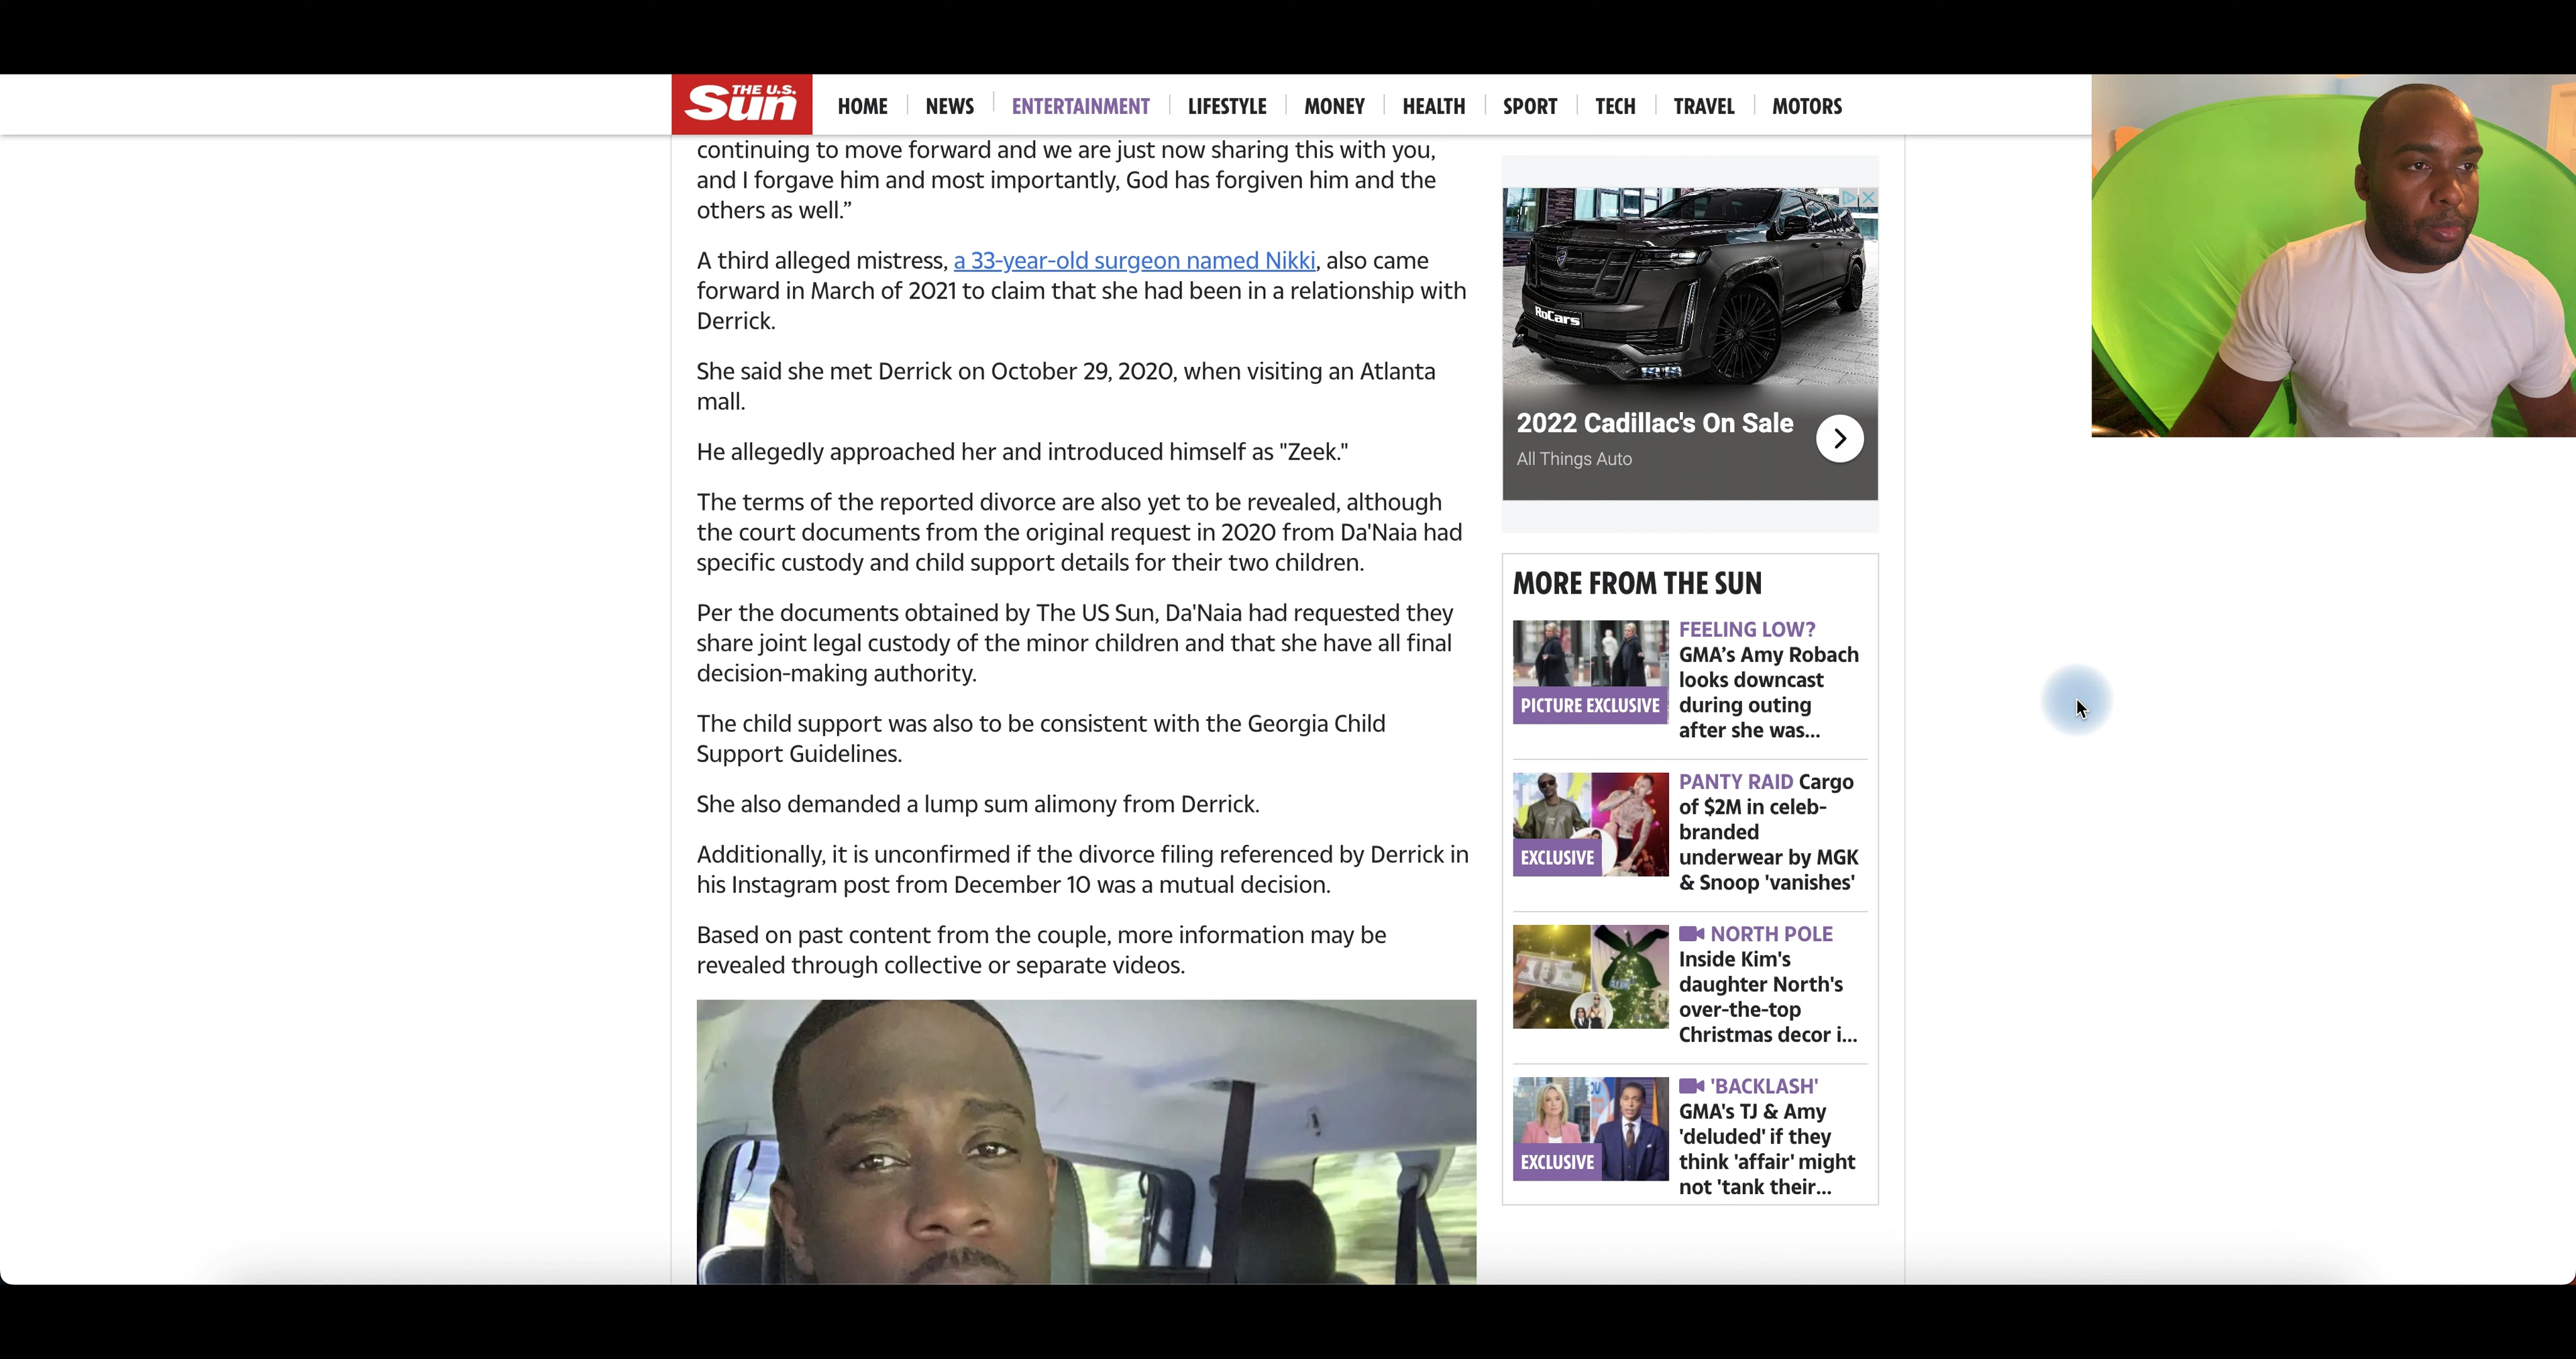 THE U.S.
Sun
HOME
NEWS
ENTERTAINMENT
LIFESTYLE
MONEY
HEALTH
SPORT
TECH
TRAVEL
MOTORS
continuing to move forward and we are just now sharing this with you,
and I forgave him and most importantly, God has forgiven him and the
others as well.”
A third alleged mistress, a 33-year-old surgeon named Nikki, also came
forward in March of 2021 to claim that she had been in a relationship with
Derrick.
She said she met Derrick on October 29, 2020, when visiting an Atlanta
mall.
He allegedly approached her and introduced himself as "Zeek."
The terms of the reported divorce are also yet to be revealed, although
the court documents from the original request in 2020 from Da'Naia had
specific custody and child support details for their two children.
Per the documents obtained by The US Sun, Da'Naia had requested they
share joint legal custody of the minor children and that she have all final
decision-making authority.
The child support was also to be consistent with the Georgia Child
Support Guidelines.
She also demanded a lump sum alimony from Derrick.
Additionally, it is unconfirmed if the divorce filing referenced by Derrick in
his Instagram post from December 10 was a mutual decision.
Based on past content from the couple, more information may be
revealed through collective or separate videos.
RoCars
2022 Cadillac's On Sale
All Things Auto
MORE FROM THE SUN
PICTURE EXCLUSIVE
FEELING LOW?
GMA’s Amy Robach
looks downcast
during outing
after she was...
EXCLUSIVE
PANTY RAID Cargo
of $2M in celeb-
branded
underwear by MGK
& Snoop 'vanishes'
NORTH POLE
Inside Kim's
daughter North's
over-the-top
Christmas decor i...
EXCLUSIVE
'BACKLASH'
GMA's TJ & Amy
'deluded' if they
think 'affair' might
not 'tank their...